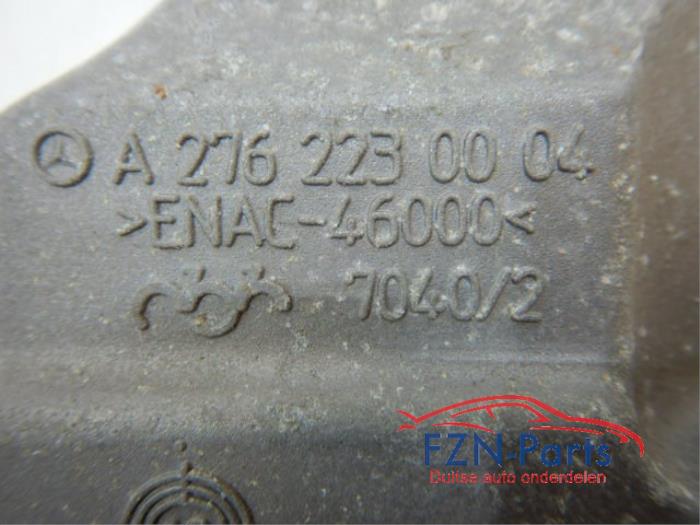 A 276 223 00 04
>ENAC-46000<
7040/2
FZN-Parts
Duitse auto onderdelen